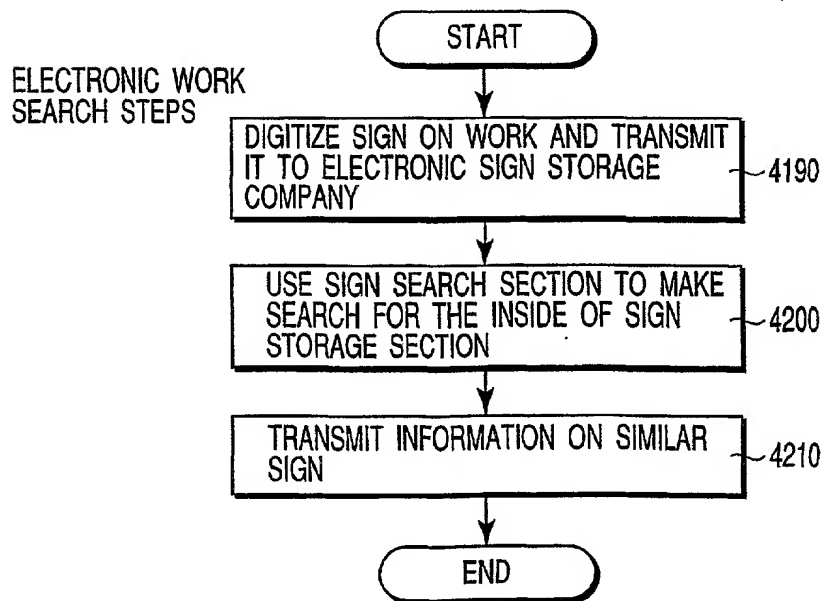 START
ELECTRONIC WORK
SEARCH STEPS
DIGITIZE SIGN ON WORK AND TRANSMIT
IT TO ELECTRONIC SIGN STORAGE
COMPANY
4190
USE SIGN SEARCH SECTION TO MAKE
SEARCH FOR THE INSIDE OF SIGN
STORAGE SECTION
4200
TRANSMIT INFORMATION ON SIMILAR
SIGN
4210
END